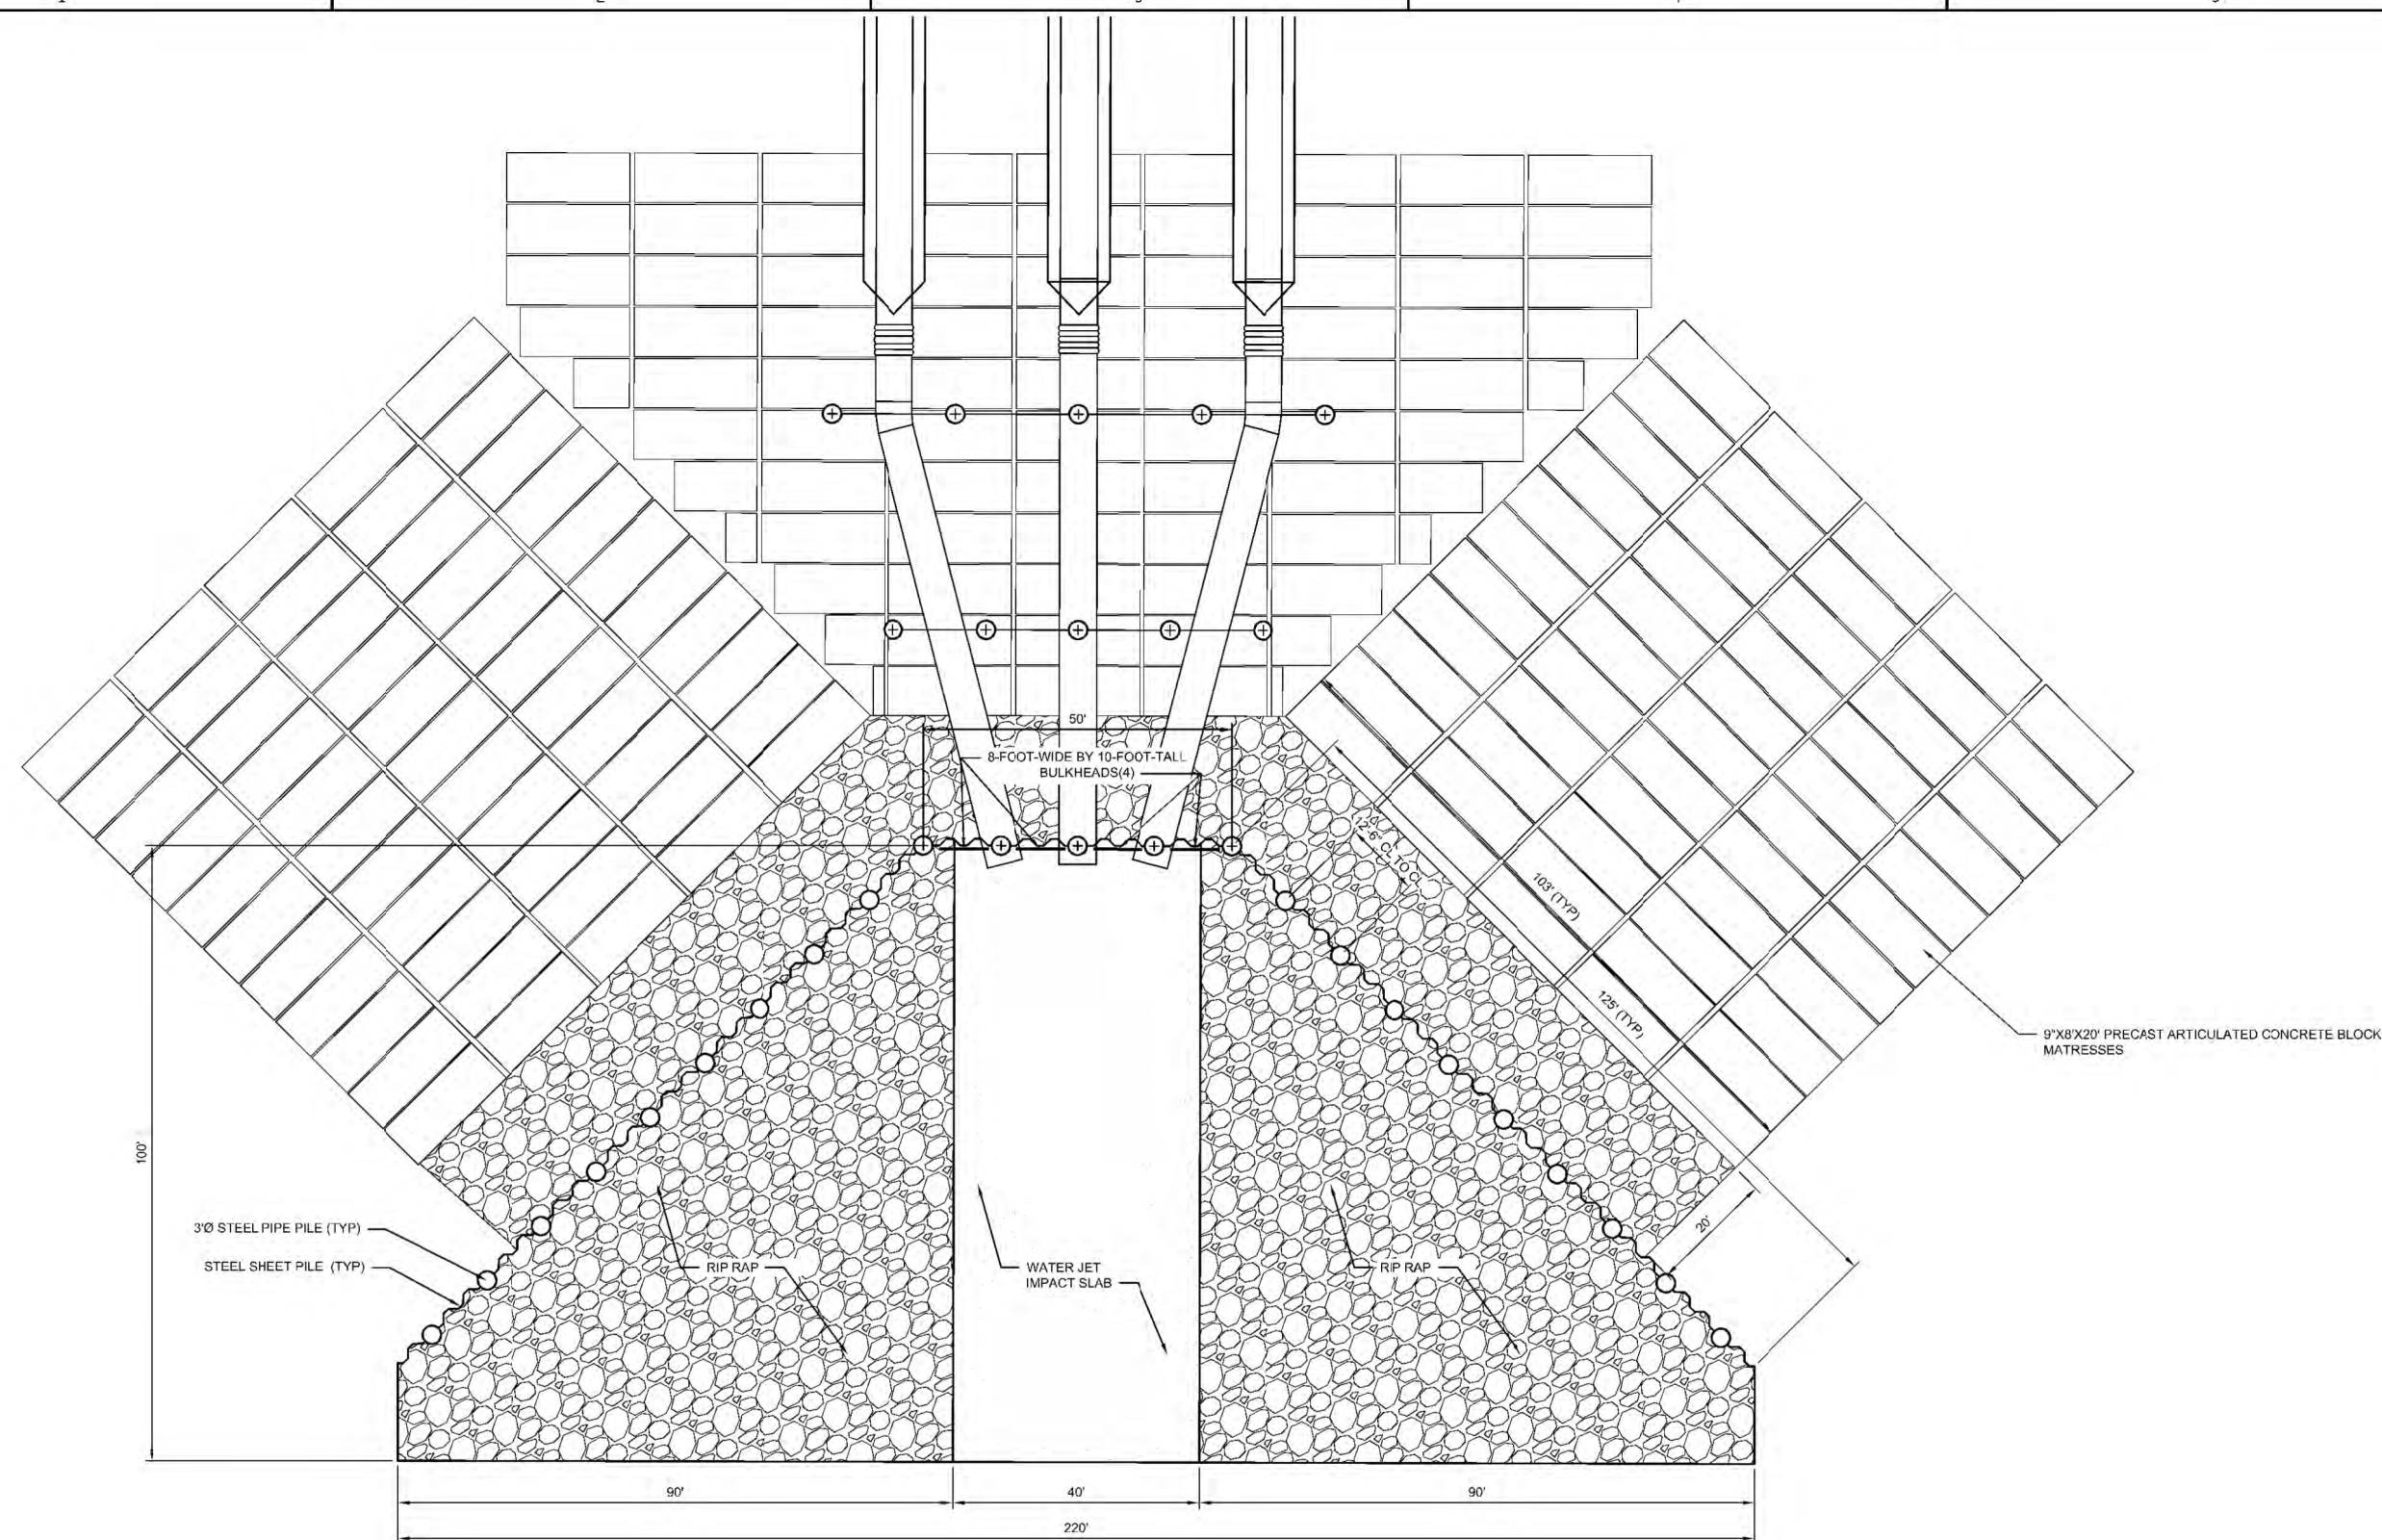 50'
8-FOOT-WIDE BY 10-FOOT-TALL
BULKHEADS(4)
12'-6" CL TO CL
103' (TYP)
125' (TYP)
9"X8'X20' PRECAST ARTICULATED CONCRETE BLOCK
MATRESSES
100'
3'Ø STEEL PIPE PILE (TYP)
STEEL SHEET PILE (TYP)
RIP RAP
WATER JET
IMPACT SLAB
RIP RAP
20'
90'
40'
90'
220'